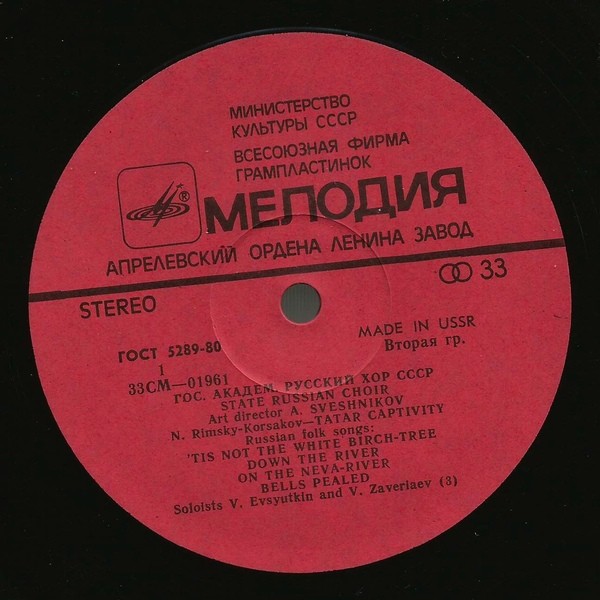 МИНИСТЕРСТВО
КУЛЬТУРЫ СССР
ВСЕСОЮЗНАЯ ФИРМА
ГРАМПЛАСТИНОК
® МЕЛОДИЯ
АПРЕЛЕВСКИЙ ОРДЕНА ЛЕНИНА ЗАВОД
STEREO
33
ГОСТ 5289-80
MADE IN USSR
1
Вторая гр.
33СМ—01961
ГОС. АКАДЕМ. РУССКИЙ ХОР СССР
STATE RUSSIAN CHOIR
Art director A. SVESHNIKOV
N. Rimsky-Korsakov—TATAR CAPTIVITY
Russian folk songs:
'TIS NOT THE WHITE BIRCH-TREE
DOWN THE RIVER
ON THE NEVA-RIVER
BELLS PEALED
Soloists V. Evsyutkin and V. Zaverlaev (3)